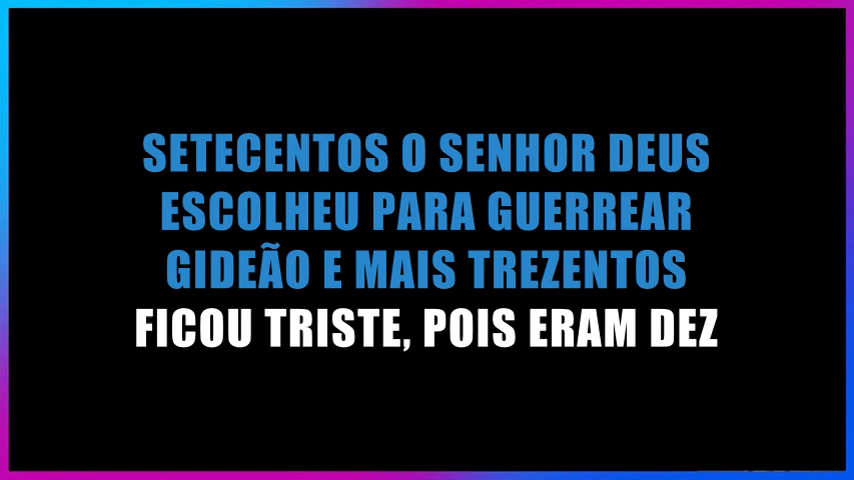 SETECENTOS O SENHOR DEUS
ESCOLHEU PARA GUERREAR
GIDEÃO E MAIS TREZENTOS
FICOU TRISTE, POIS ERAM DEZ